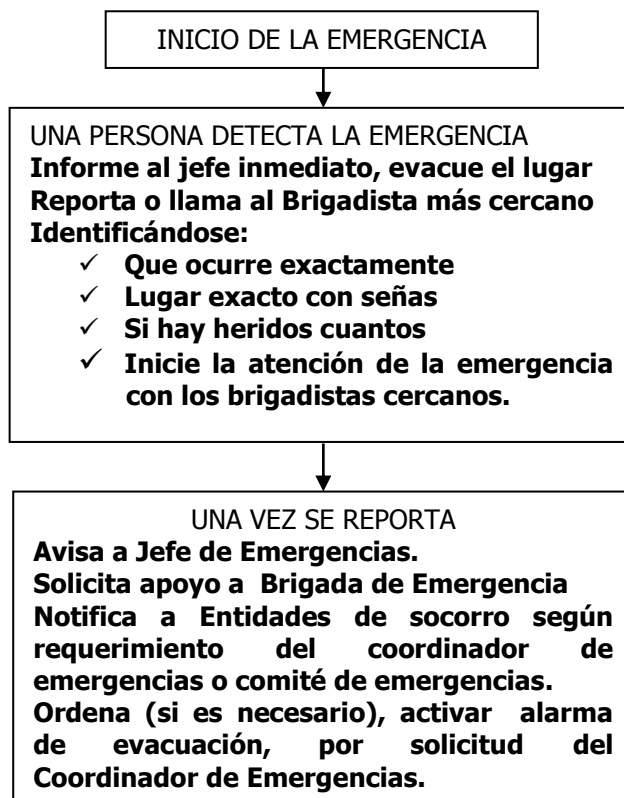 INICIO DE LA EMERGENCIA
UNA PERSONA DETECTA LA EMERGENCIA
Informe al jefe inmediato, evacue el lugar
Reporta o llama al Brigadista más cercano
Identificándose:
✓ Que ocurre exactamente
✓ Lugar exacto con señas
✓ Si hay heridos cuantos
✓ Inicie la atención de la emergencia
con los brigadistas cercanos.
UNA VEZ SE REPORTA
Avisa a Jefe de Emergencias.
Solicita apoyo a Brigada de Emergencia
Notifica a Entidades de socorro según
requerimiento del coordinador de
emergencias o comité de emergencias.
Ordena (si es necesario), activar alarma
de evacuación, por solicitud del
Coordinador de Emergencias.